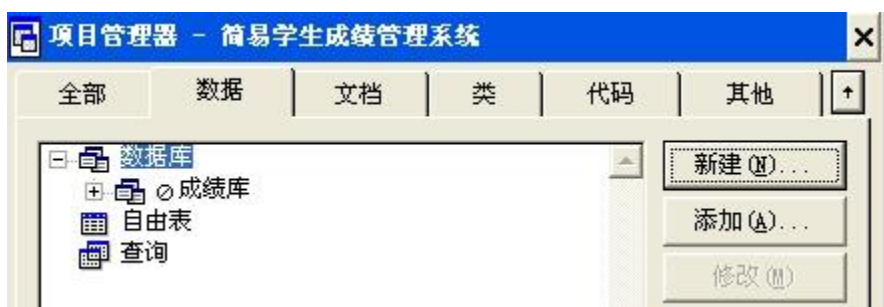 项目管理器 - 简易学生成绩管理系统
全部 数据 文档 类 代码 其他
数据库
成绩库
自由表
查询
新建(N)...
添加(A)...
修改(M)